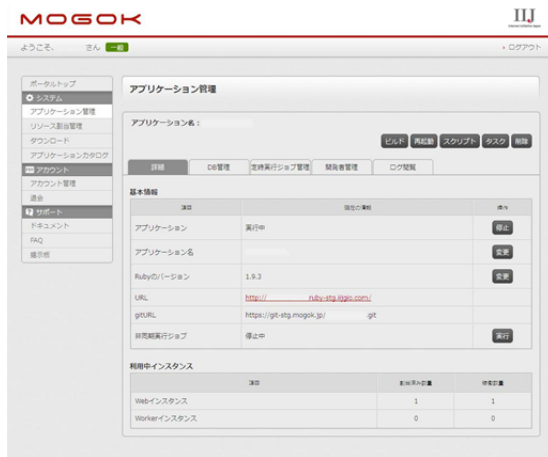 MOGOK
IIJ
Internet Initiative Japan
ようこそ、 さん 一般
ログアウト
ポータルトップ
システム
アプリケーション管理
リソース割当管理
ダウンロード
アプリケーションカタログ
アカウント
アカウント管理
退会
サポート
ドキュメント
FAQ
掲示板
アプリケーション管理
アプリケーション名：
ビルド 再起動 スクリプト タスク 削除
詳細 DB管理 定時実行ジョブ管理 開発者管理 ログ閲覧
基本情報
項目 現在の情報 操作
アプリケーション 実行中 停止
アプリケーション名 変更
Rubyのバージョン 1.9.3 変更
URL http:// ruby-stg.iijgio.com/
gitURL https://git-stg.mogok.jp/ .git
非同期実行ジョブ 停止中 実行
利用中インスタンス
項目 割当済み数量 稼働数量
Webインスタンス 1 1
Workerインスタンス 0 0